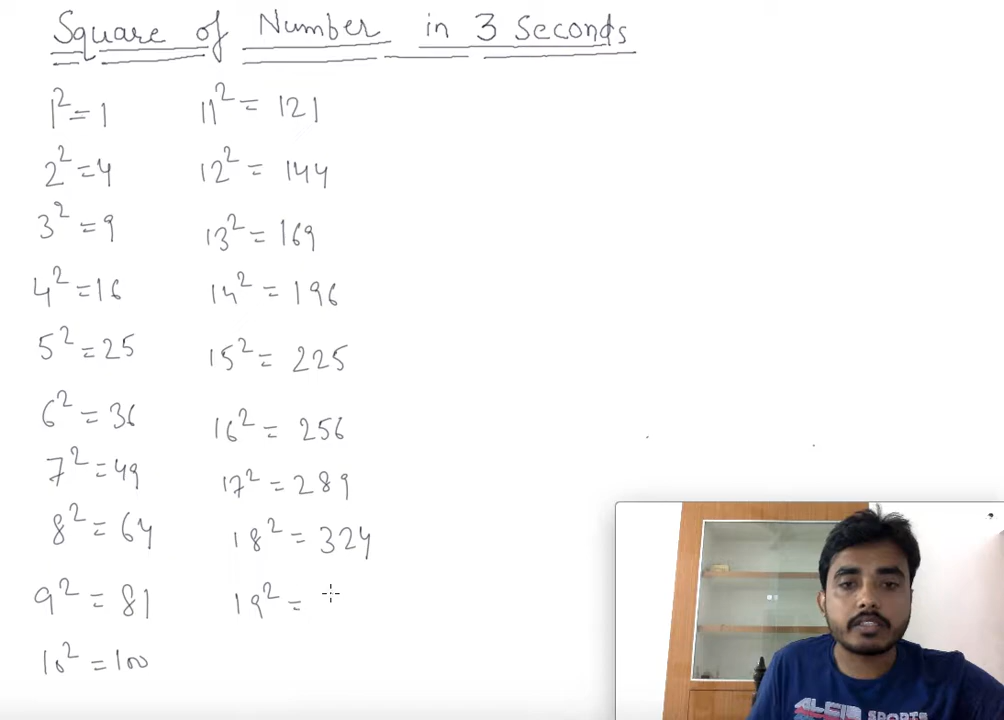 Square of Number in 3 Seconds
1² = 1
2² = 4
3² = 9
4² = 16
5² = 25
6² = 36
7² = 49
8² = 64
9² = 81
10² = 100
11² = 121
12² = 144
13² = 169
14² = 196
15² = 225
16² = 256
17² = 289
18² = 324
19² =
ALCIS SPORTS